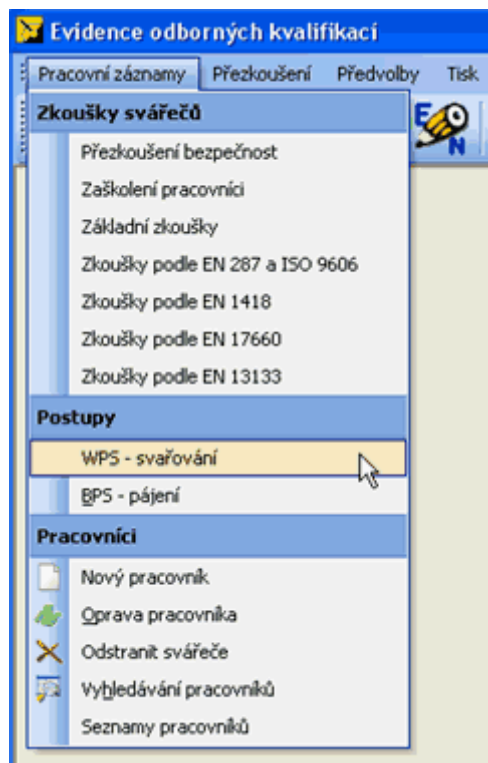 Evidence odborných kvalifikací
Pracovní záznamy Přezkoušení Předvolby Tisk
Zkoušky svářečů
E
N
Přezkoušení bezpečnost
Zaškolení pracovníci
Základní zkoušky
Zkoušky podle EN 287 a ISO 9606
Zkoušky podle EN 1418
Zkoušky podle EN 17660
Zkoušky podle EN 13133
Postupy
WPS - svařování
BPS - pájení
Pracovníci
Nový pracovník
Oprava pracovníka
Odstranit svářeče
Vyhledávání pracovníků
Seznamy pracovníků